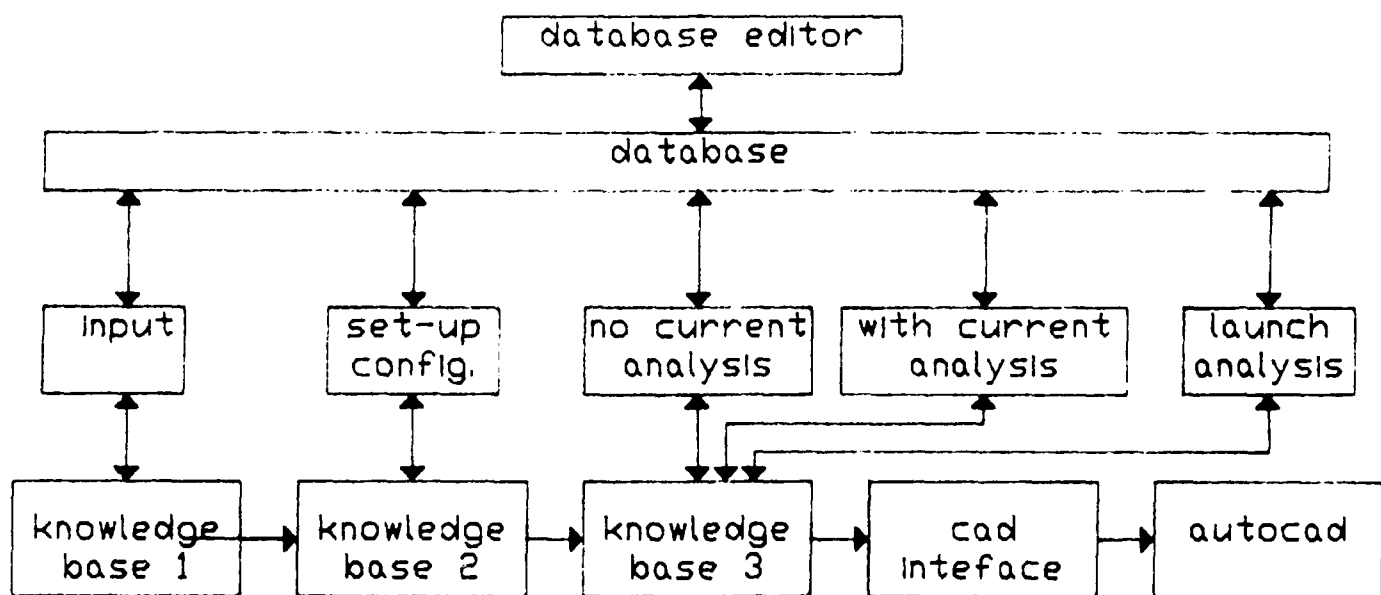 database editor
database
input
set-up
config.
no current
analysis
with current
analysis
launch
analysis
knowledge
base 1
knowledge
base 2
knowledge
base 3
cad
inteface
autocad